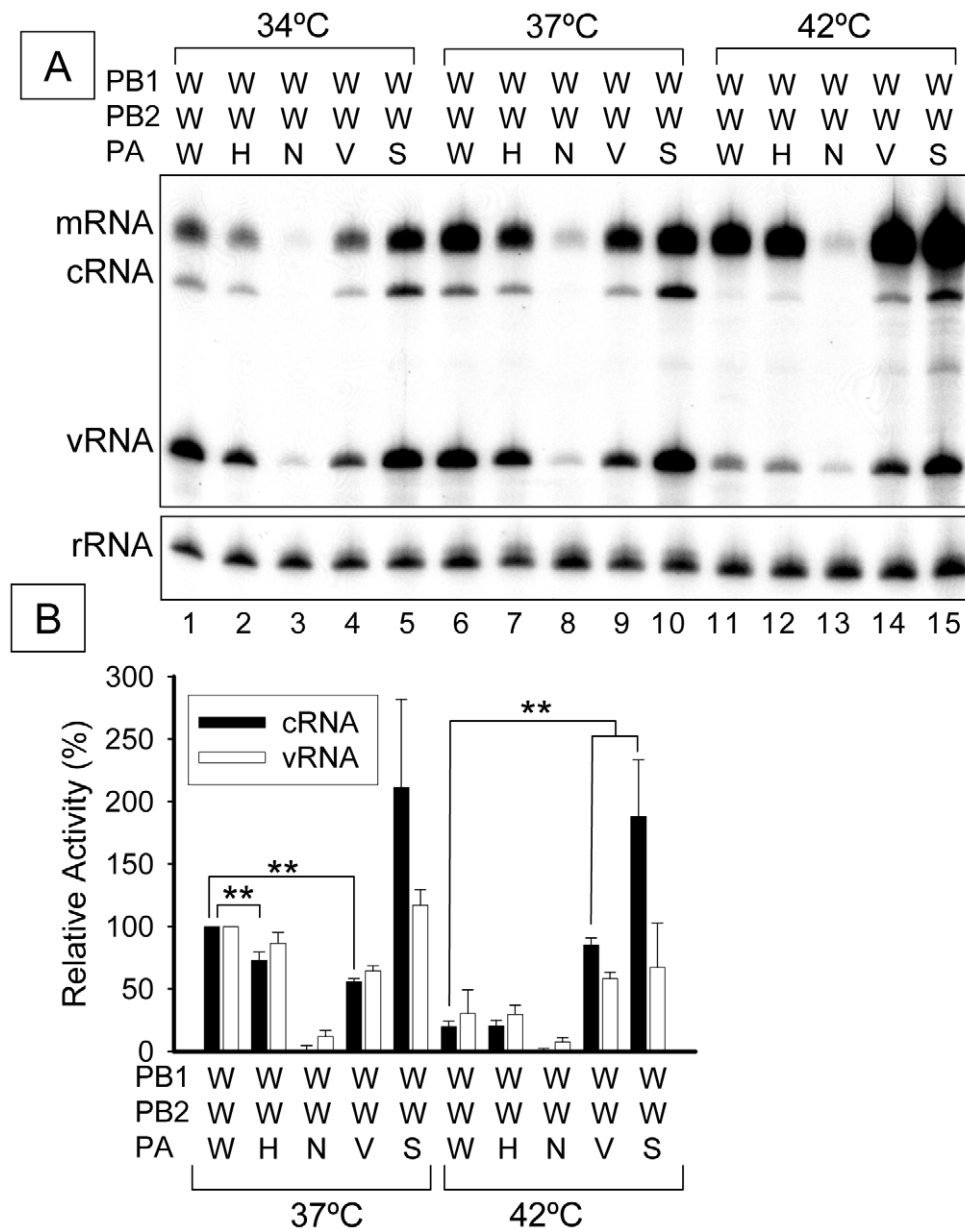 A
34ºC 37ºC 42ºC
PB1 W W W W W W W W W W W W W W W
PB2 W W W W W W W W W W W W W W W
PA W H N V S W H N V S W H N V S
mRNA
cRNA
vRNA
rRNA
1 2 3 4 5 6 7 8 9 10 11 12 13 14 15
B
Relative Activity (%)
300
250
200
150
100
50
0
cRNA
vRNA
**
**
**
PB1 W W W W W W W W W W
PB2 W W W W W W W W W W
PA W H N V S W H N V S
37ºC 42ºC